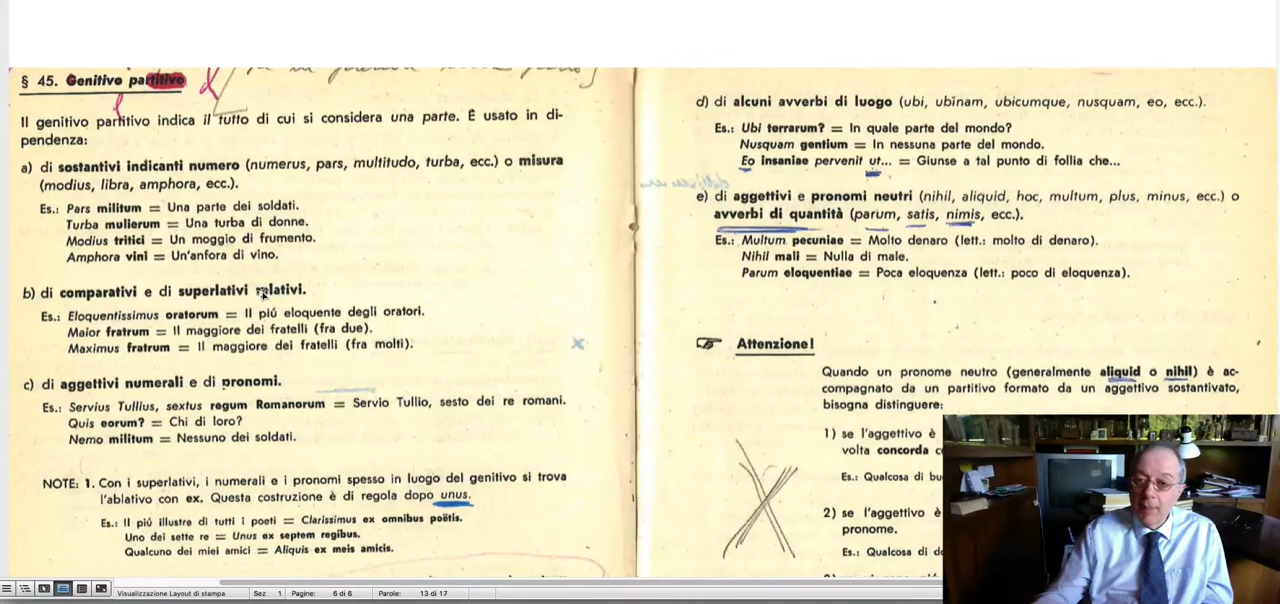 § 45. Genitivo partitivo
Il genitivo partitivo indica il tutto di cui si considera una parte. È usato in di-
pendenza:
a) di sostantivi indicanti numero (numerus, pars, multitudo, turba, ecc.) o misura
(modius, libra, amphora, ecc.).
Es.: Pars militum = Una parte dei soldati.
Turba mulierum = Una turba di donne.
Modius tritici = Un moggio di frumento.
Amphora vini = Un'anfora di vino.
b) di comparativi e di superlativi relativi.
Es.: Eloquentissimus oratorum = Il piú eloquente degli oratori.
Maior fratrum = Il maggiore dei fratelli (fra due).
Maximus fratrum = Il maggiore dei fratelli (fra molti).
c) di aggettivi numerali e di pronomi.
Es.: Servius Tullius, sextus regum Romanorum = Servio Tullio, sesto dei re romani.
Quis eorum? = Chi di loro?
Nemo militum = Nessuno dei soldati.
NOTE: 1. Con i superlativi, i numerali e i pronomi spesso in luogo del genitivo si trova
l'ablativo con ex. Questa costruzione è di regola dopo unus.
Es.: Il piú illustre di tutti i poeti = Clarissimus ex omnibus poëtis.
Uno dei sette re = Unus ex septem regibus.
Qualcuno dei miei amici = Aliquis ex meis amicis.
d) di alcuni avverbi di luogo (ubi, ubinam, ubicumque, nusquam, eo, ecc.).
Es.: Ubi terrarum? = In quale parte del mondo?
Nusquam gentium = In nessuna parte del mondo.
Eo insaniae pervenit ut... = Giunse a tal punto di follia che...
e) di aggettivi e pronomi neutri (nihil, aliquid, hoc, multum, plus, minus, ecc.) o
avverbi di quantità (parum, satis, nimis, ecc.).
Es.: Multum pecuniae = Molto denaro (lett.: molto di denaro).
Nihil mali = Nulla di male.
Parum eloquentiae = Poca eloquenza (lett.: poco di eloquenza).
Attenzione!
Quando un pronome neutro (generalmente aliquid o nihil) è ac-
compagnato da un partitivo formato da un aggettivo sostantivato,
bisogna distinguere:
1) se l'aggettivo è
volta concorda
Es.: Qualcosa di
2) se l'aggettivo è
pronome.
Es.: Qualcosa di
Visualizzazione Layout di stampa Sez 1 Pagine: 6 di 6 Parole: 13 di 17